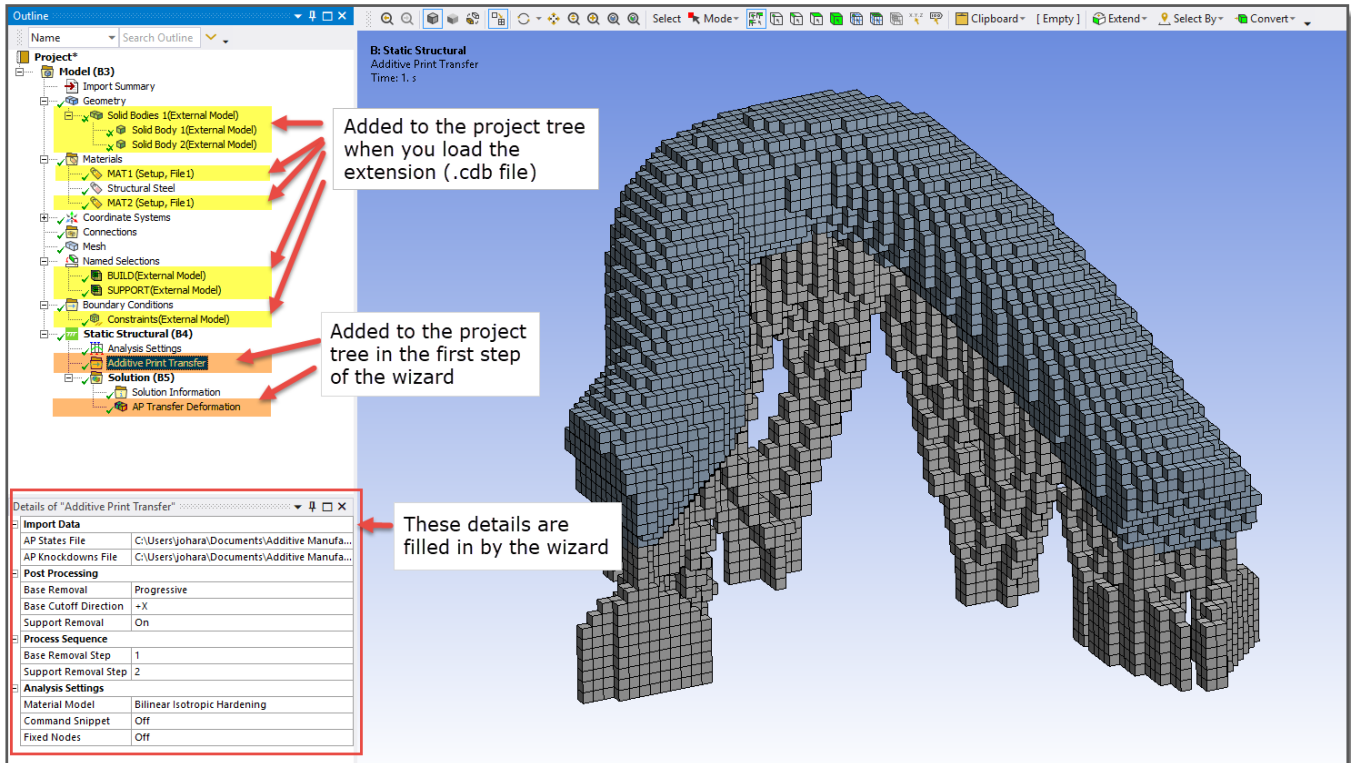 Outline
Select Mode Clipboard [ Empty ] Extend Select By Convert
Name Search Outline
Project*
Model (B3)
Import Summary
Geometry
Solid Bodies 1(External Model)
Solid Body 1(External Model)
Solid Body 2(External Model)
Materials
MAT1 (Setup, File1)
Structural Steel
MAT2 (Setup, File1)
Coordinate Systems
Connections
Mesh
Named Selections
BUILD(External Model)
SUPPORT(External Model)
Boundary Conditions
Constraints(External Model)
Static Structural (B4)
Analysis Settings
Additive Print Transfer
Solution (B5)
Solution Information
AP Transfer Deformation
B: Static Structural
Additive Print Transfer
Time: 1. s
Added to the project tree
when you load the
extension (.cdb file)
Added to the project
tree in the first step
of the wizard
These details are
filled in by the wizard
Details of "Additive Print Transfer"
Import Data
AP States File C:\Users\johara\Documents\Additive Manufa...
AP Knockdowns File C:\Users\johara\Documents\Additive Manufa...
Post Processing
Base Removal Progressive
Base Cutoff Direction +X
Support Removal On
Process Sequence
Base Removal Step 1
Support Removal Step 2
Analysis Settings
Material Model Bilinear Isotropic Hardening
Command Snippet Off
Fixed Nodes Off